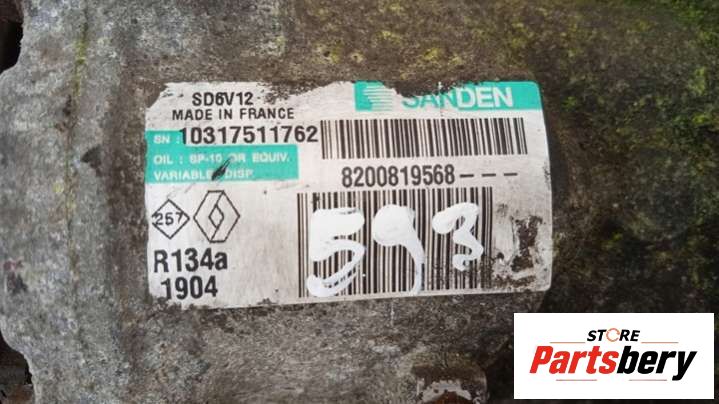 SD6V12
MADE IN FRANCE
SANDEN
SN : 10317511762
OIL : SP-10 OR EQUIV.
VARIABLE DISP.
8200819568---
257
R134a
1904
593
STORE
Partsbery